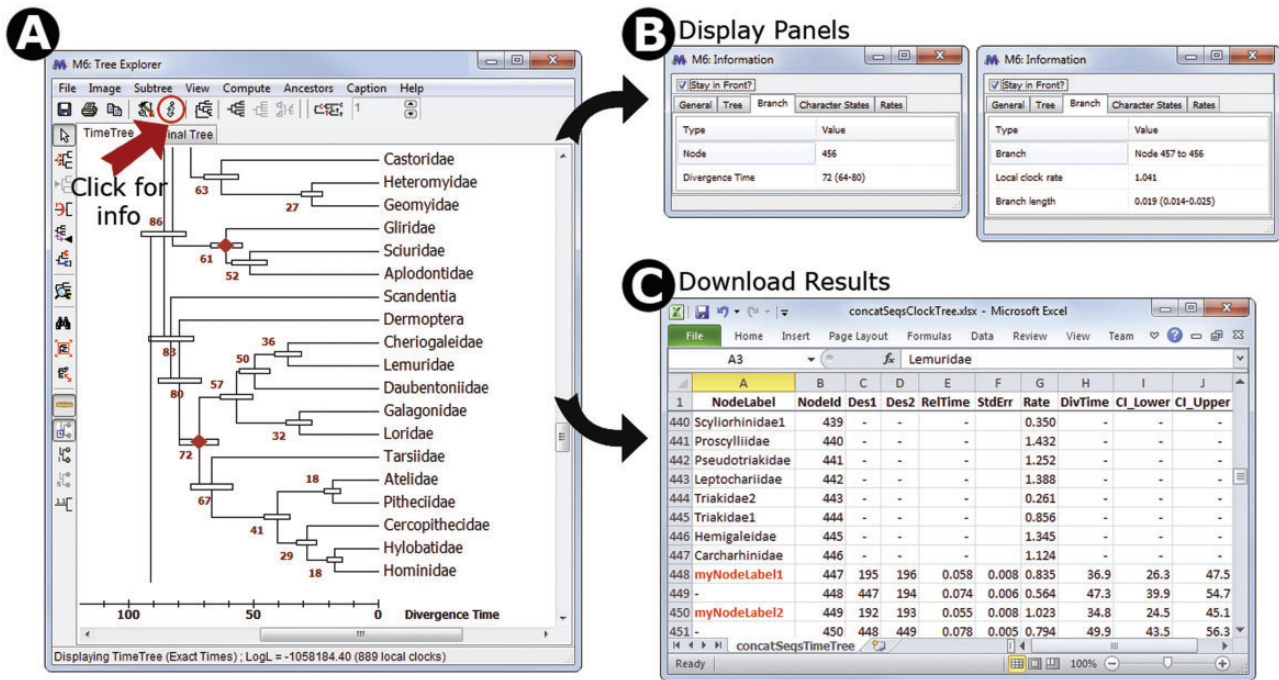 A
M6: Tree Explorer
File Image Subtree View Compute Ancestors Caption Help
1
TimeTree inal Tree
Click for
info
Castoridae
Heteromyidae
Geomyidae
Gliridae
Sciuridae
Aplodontidae
Scandentia
Dermoptera
Cheriogaleidae
Lemuridae
Daubentoniidae
Galagonidae
Loridae
Tarsiidae
Atelidae
Pitheciidae
Cercopithecidae
Hylobatidae
Hominidae
63
27
86
61
52
36
83
50
80
57
32
72
18
67
41
29
18
100 50 0 Divergence Time
Displaying TimeTree (Exact Times) ; LogL = -1058184.40 (889 local clocks)
B Display Panels
M6: Information
Stay in Front?
General Tree Branch Character States Rates
Type Value
Node 456
Divergence Time 72 (64-80)
M6: Information
Stay in Front?
General Tree Branch Character States Rates
Type Value
Branch Node 457 to 456
Local clock rate 1.041
Branch length 0.019 (0.014-0.025)
C Download Results
concatSeqsClockTree.xlsx - Microsoft Excel
File Home Insert Page Layout Formulas Data Review View Team
A3 fx Lemuridae
A B C D E F G H I J
1 NodeLabel NodeId Des1 Des2 RelTime StdErr Rate DivTime CI_Lower CI_Upper
440 Scyliorhinidae1 439 - - - - 0.350 - - -
441 Proscylliidae 440 - - - - 1.432 - - -
442 Pseudotriakidae 441 - - - - 1.252 - - -
443 Leptochariidae 442 - - - - 1.388 - - -
444 Triakidae2 443 - - - - 0.261 - - -
445 Triakidae1 444 - - - - 0.856 - - -
446 Hemigaleidae 445 - - - - 1.345 - - -
447 Carcharhinidae 446 - - - - 1.124 - - -
448 myNodeLabel1 447 195 196 0.058 0.008 0.835 36.9 26.3 47.5
449 - 448 447 194 0.074 0.006 0.564 47.3 39.9 54.7
450 myNodeLabel2 449 192 193 0.055 0.008 1.023 34.8 24.5 45.1
451 - 450 448 449 0.078 0.005 0.794 49.9 43.5 56.3
concatSeqsTimeTree
Ready 100%